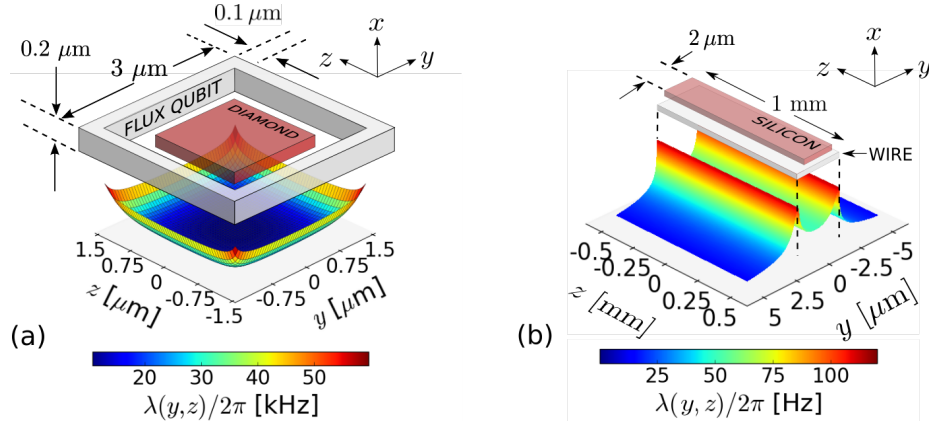 0.1 μm
0.2 μm
3 μm
x
z
y
FLUX QUBIT
DIAMOND
1.5
0.75
0
-0.75
-1.5
z [μm]
-0.75
0
0.75
1.5
y [μm]
(a)
20 30 40 50
λ(y,z)/2π [kHz]
2 μm
x
z
y
1 mm
SILICON
WIRE
-0.5
-0.25
0
0.25
0.5
z [mm]
5
2.5
0
-2.5
-5
y [μm]
(b)
25 50 75 100
λ(y, z)/2π [Hz]